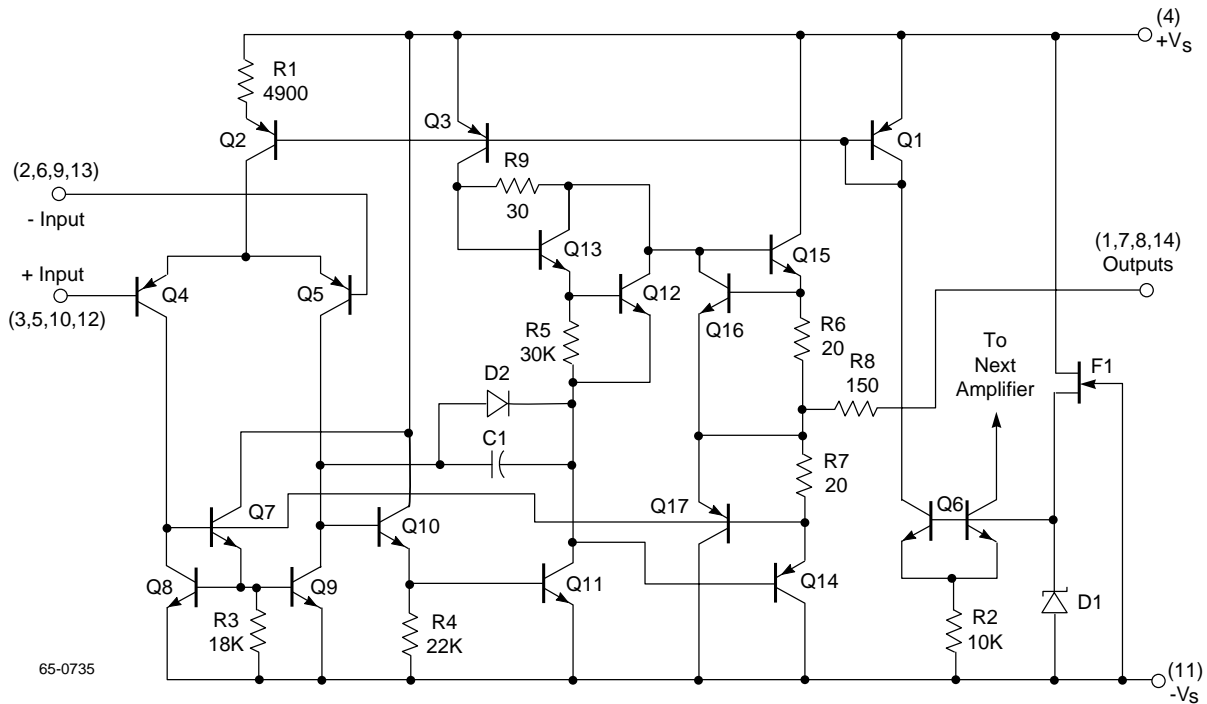 (4)
+Vs
R1
4900
Q2
Q3
Q1
(2,6,9,13)
- Input
R9
30
Q13
Q15
(1,7,8,14)
Outputs
+ Input
(3,5,10,12)
Q4
Q5
Q12
Q16
R5
30K
R6
20
R8
150
To
Next
Amplifier
F1
D2
C1
R7
20
Q7
Q10
Q17
Q6
Q8
Q9
Q11
Q14
D1
R3
18K
R4
22K
R2
10K
65-0735
(11)
-Vs